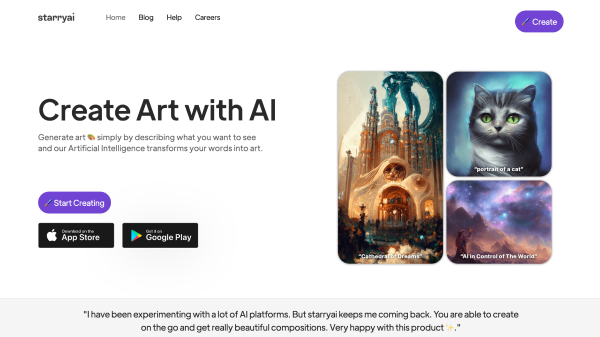 starryai
Home Blog Help Careers
Create
Create Art with AI
Generate art simply by describing what you want to see
and our Artificial Intelligence transforms your words into art.
Start Creating
Download on the
App Store
Get it on
Google Play
"Cathedral of Dreams"
"portrait of a cat"
"AI in Control of The World"
"I have been experimenting with a lot of AI platforms. But starryai keeps me coming back. You are able to create
on the go and get really beautiful compositions. Very happy with this product ✨."